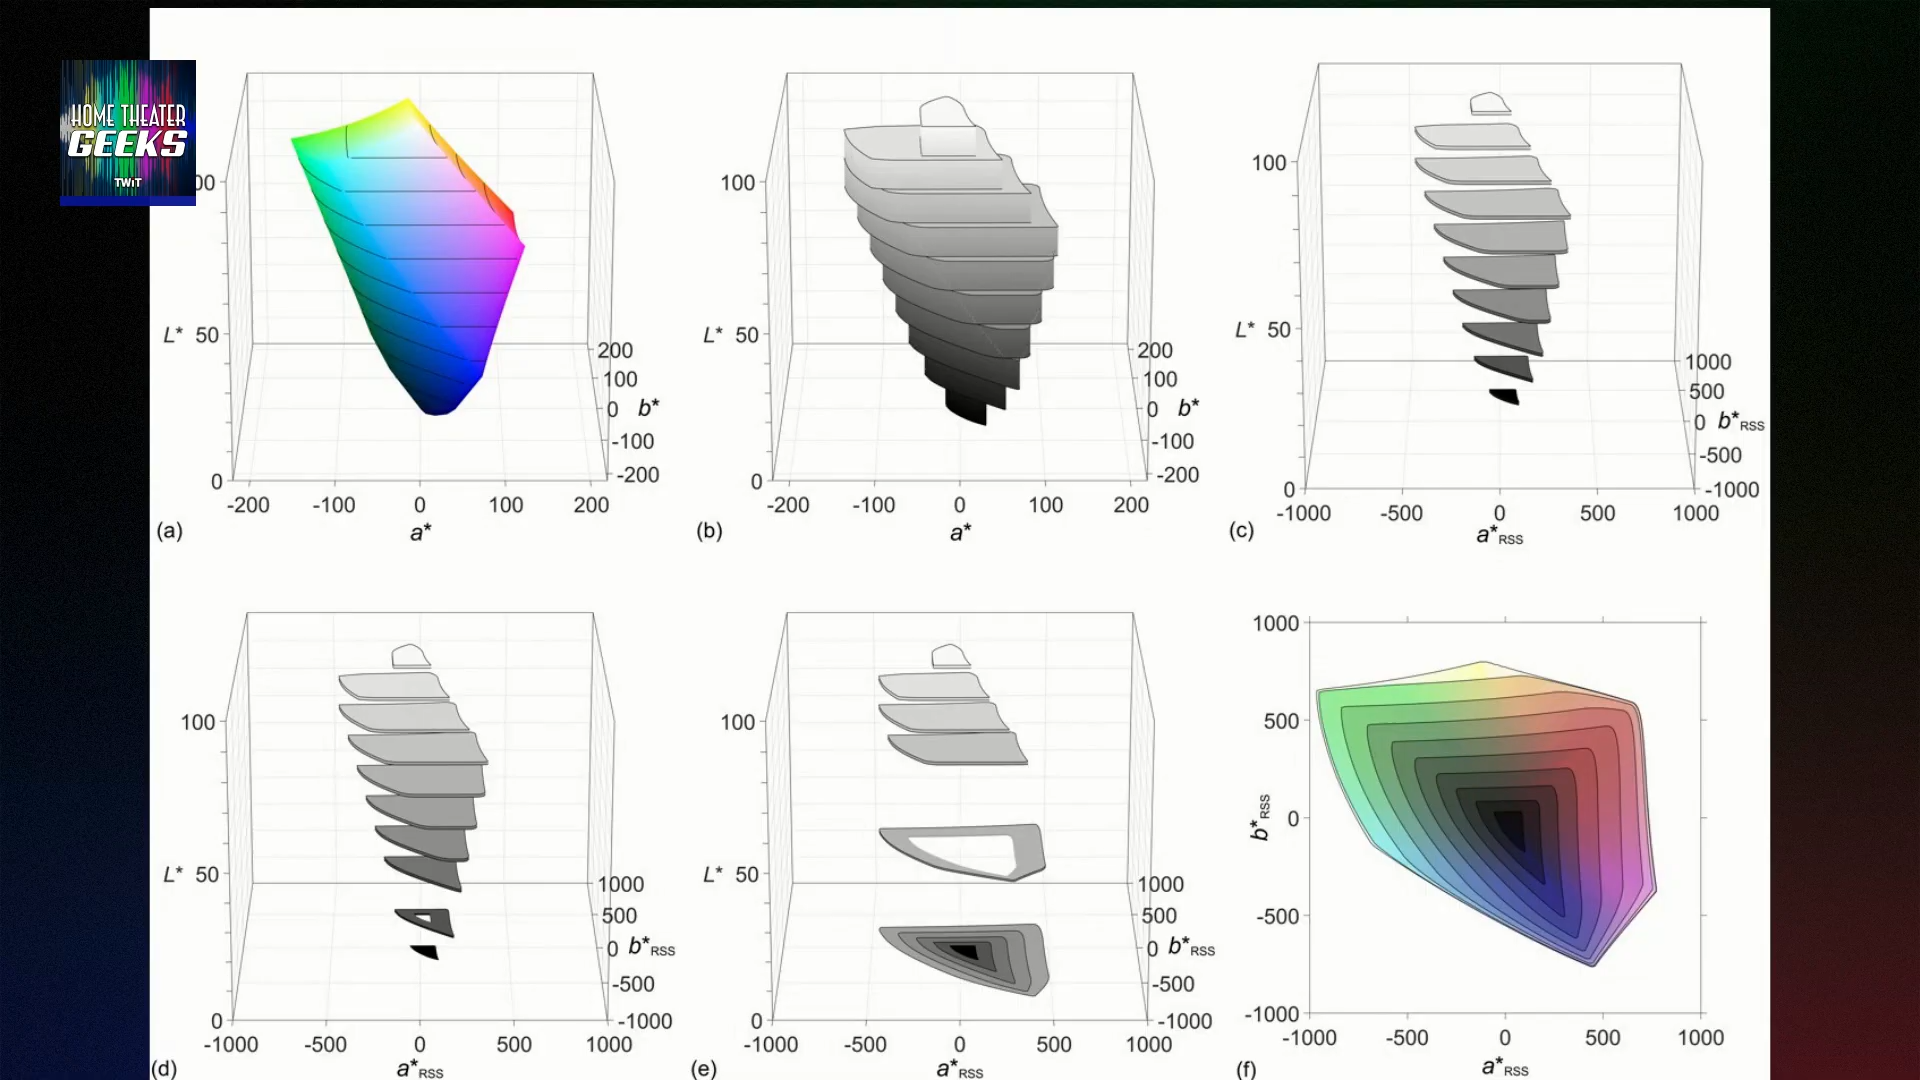 HOME THEATER
GEEKS
TWiT
00
L* 50
0
-200 -100 0 100 200
a*
200
100
0 b*
-100
-200
(a)
100
L* 50
0
-200 -100 0 100 200
a*
200
100
0 b*
-100
-200
(b)
100
L* 50
0
-1000 -500 0 500 1000
a*RSS
1000
500
0 b*RSS
-500
-1000
(c)
100
L* 50
0
-1000 -500 0 500 1000
a*RSS
1000
500
0 b*RSS
-500
-1000
(d)
100
L* 50
0
-1000 -500 0 500 1000
a*RSS
1000
500
0 b*RSS
-500
-1000
(e)
1000
500
0
-500
-1000
b*RSS
-1000 -500 0 500 1000
a*RSS
(f)